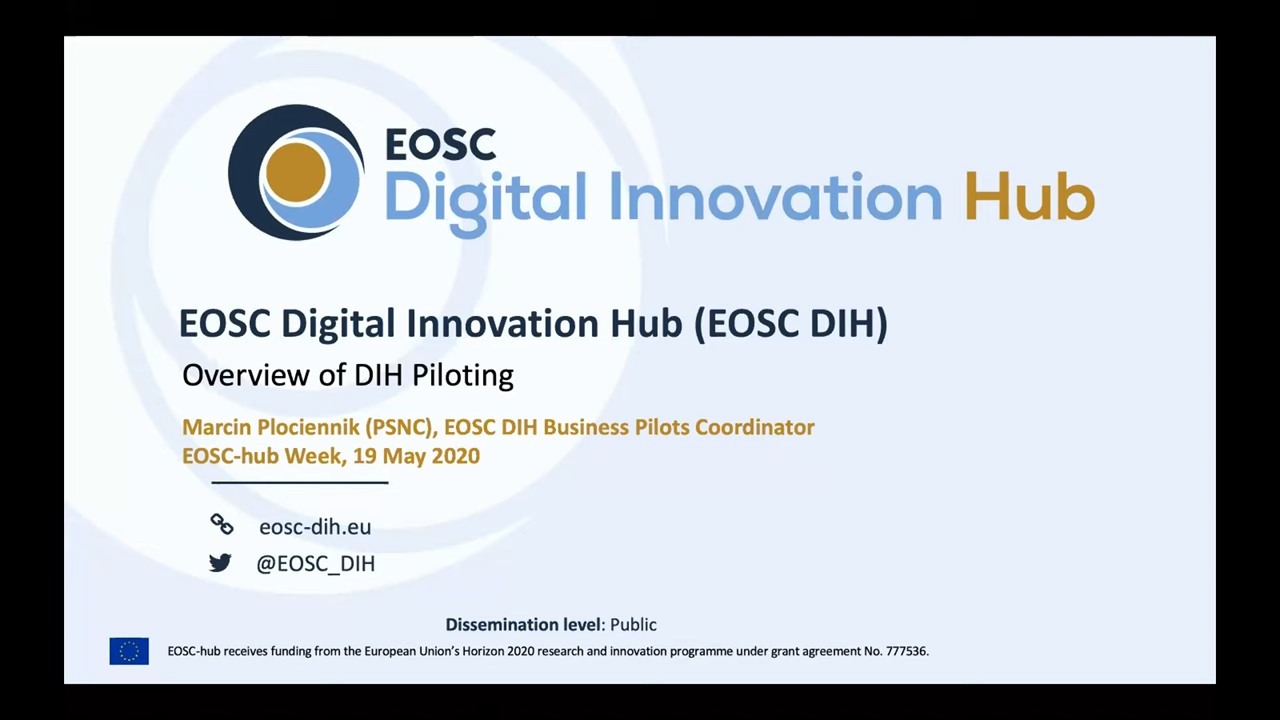 EOSC
Digital Innovation Hub
EOSC Digital Innovation Hub (EOSC DIH)
Overview of DIH Piloting
Marcin Plociennik (PSNC), EOSC DIH Business Pilots Coordinator
EOSC-hub Week, 19 May 2020
eosc-dih.eu
@EOSC_DIH
Dissemination level: Public
EOSC-hub receives funding from the European Union’s Horizon 2020 research and innovation programme under grant agreement No. 777536.